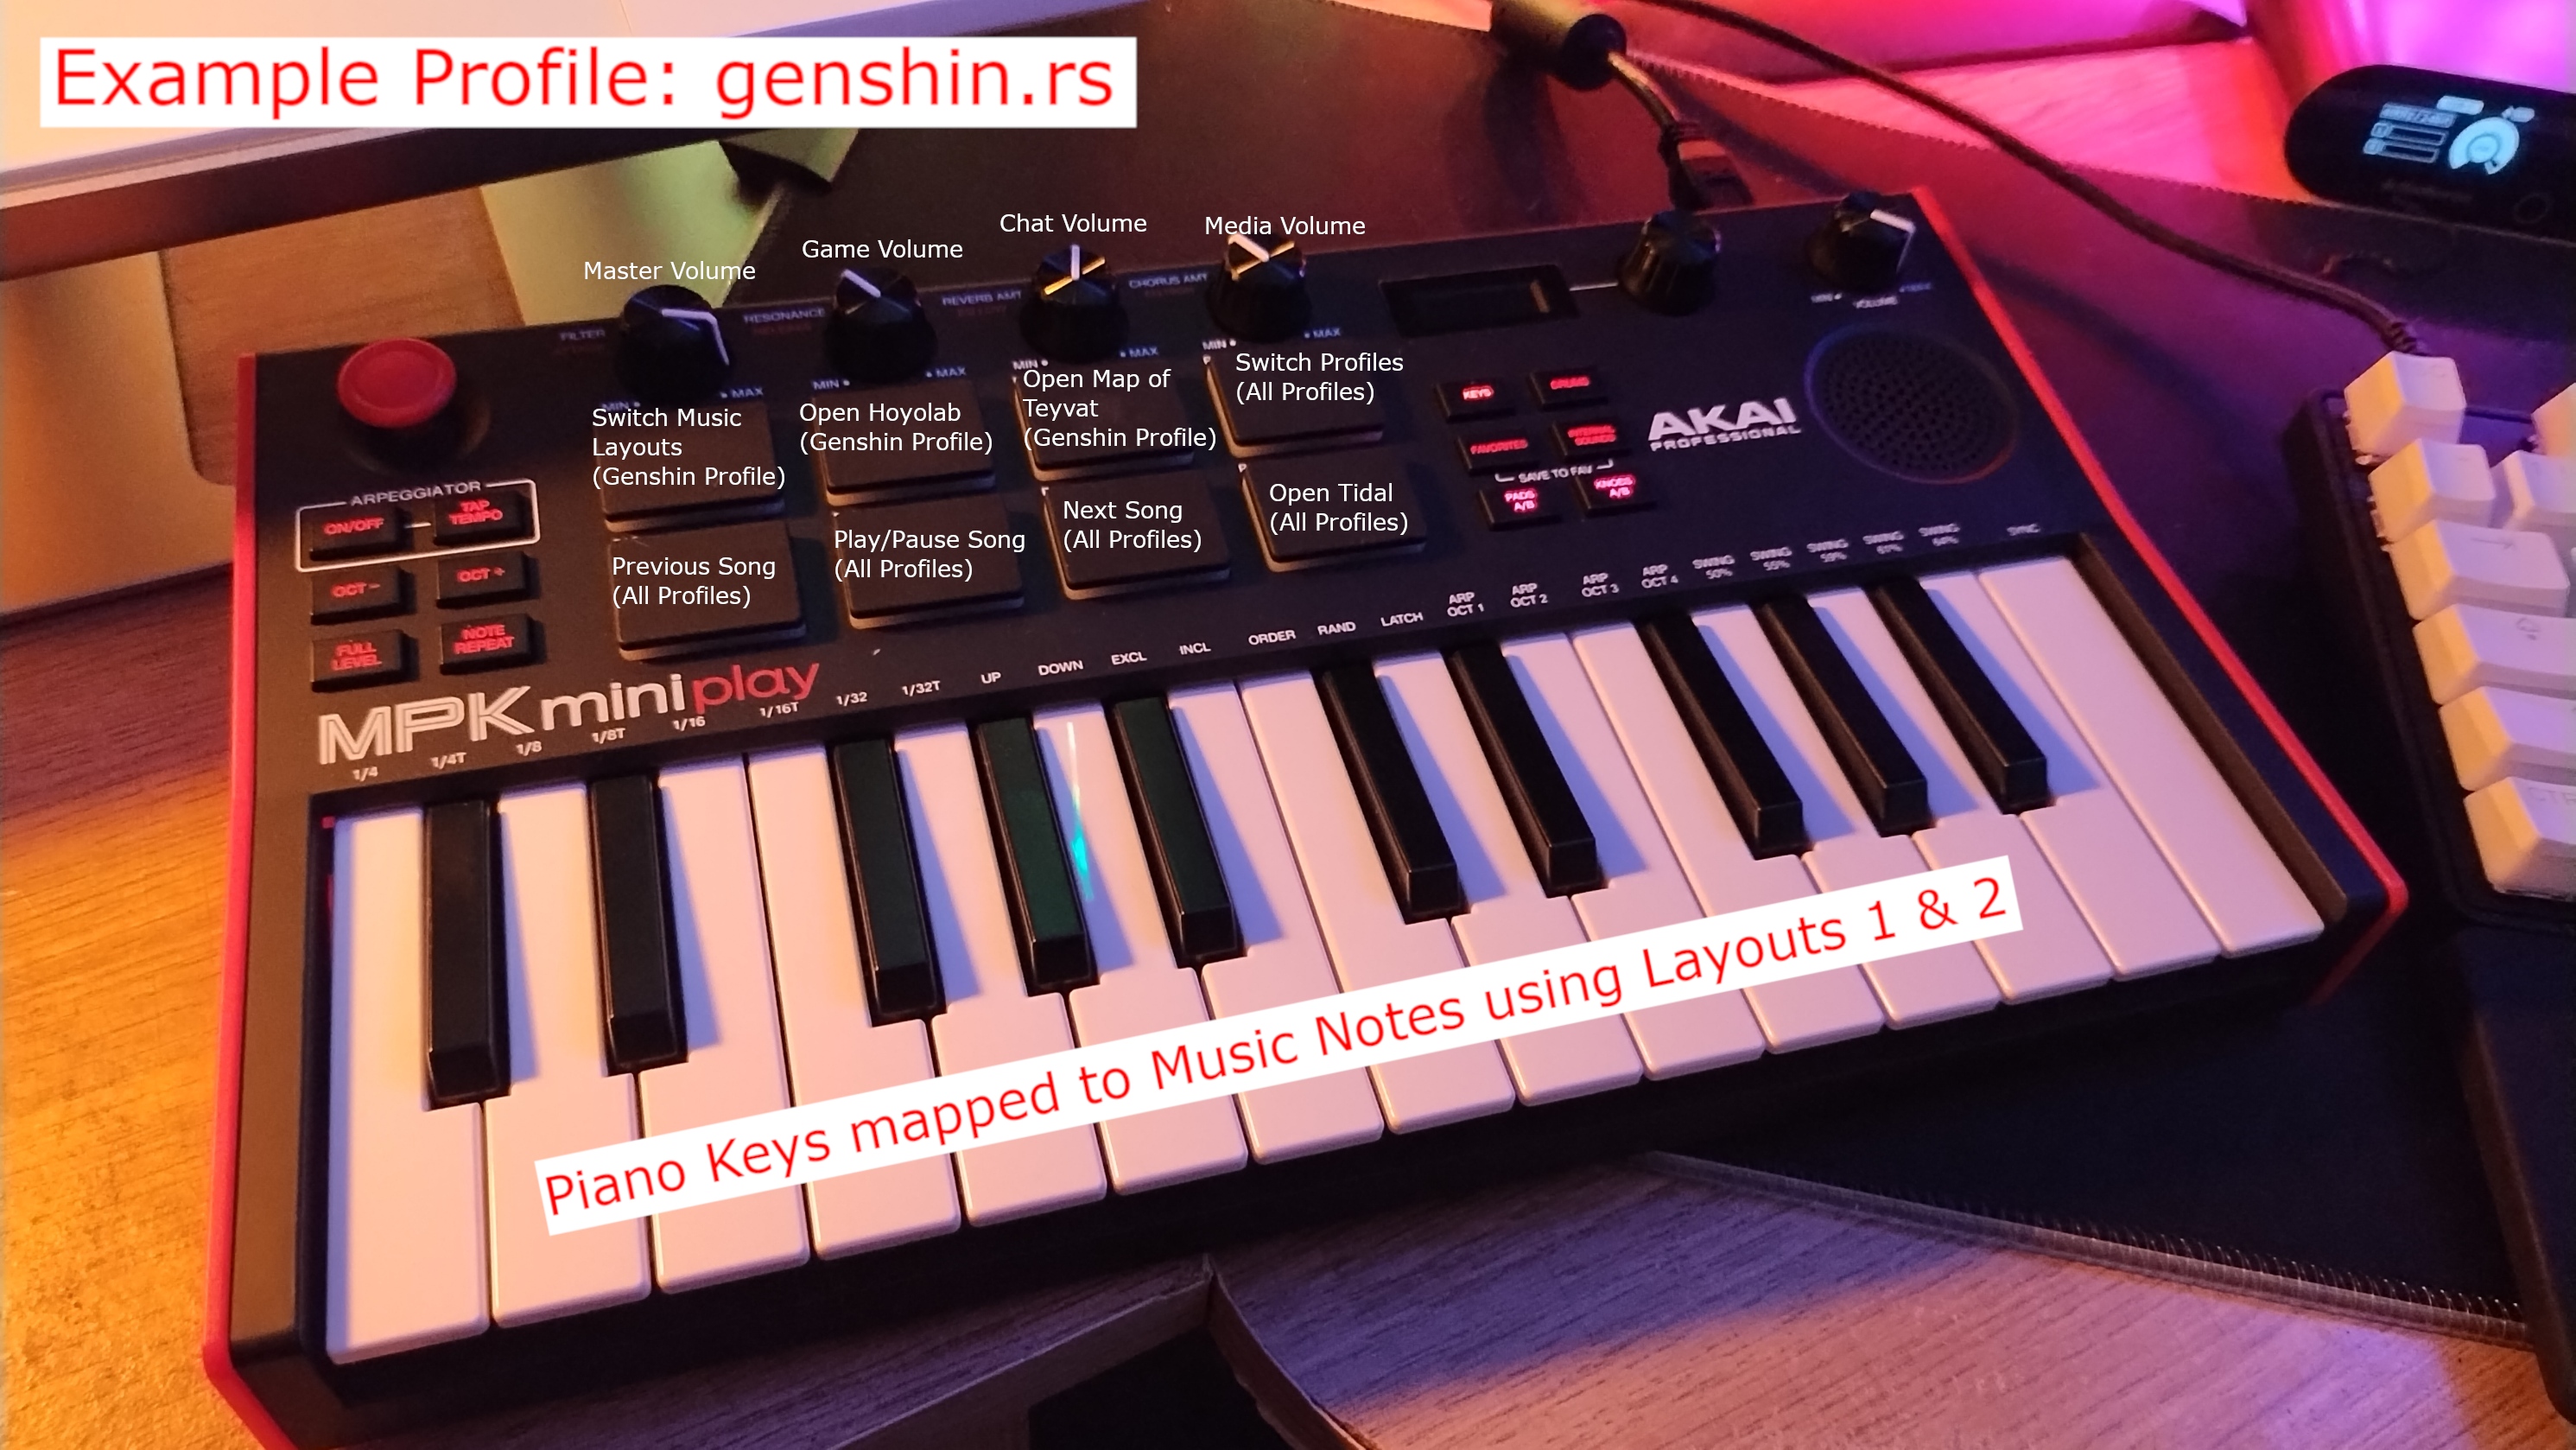 Example Profile: genshin.rs
Chat Volume
Media Volume
Game Volume
Master Volume
FILTER
RESONANCE
REVERB AMT
CHORUS AMT
MIN
MAX
MIN
MAX
MIN
MAX
MIN
MAX
VOLUME
Switch Music
Layouts
(Genshin Profile)
Open Hoyolab
(Genshin Profile)
Open Map of
Teyvat
(Genshin Profile)
Switch Profiles
(All Profiles)
Previous Song
(All Profiles)
Play/Pause Song
(All Profiles)
Next Song
(All Profiles)
Open Tidal
(All Profiles)
KEYS
DRUMS
FAVORITES
INTERNAL
SOUNDS
SAVE TO FAV
PADS
A/B
KNOBS
A/B
AKAI
PROFESSIONAL
ARPEGGIATOR
ON/OFF
TAP
TEMPO
OCT -
OCT +
FULL
LEVEL
NOTE
REPEAT
MPK mini play
1/4
1/4T
1/8
1/8T
1/16
1/16T
1/32
1/32T
UP
DOWN
EXCL
INCL
ORDER
RAND
LATCH
ARP
OCT 1
ARP
OCT 2
ARP
OCT 3
ARP
OCT 4
SWING
50%
SWING
55%
SWING
59%
SWING
61%
SWING
64%
SYNC
Piano Keys mapped to Music Notes using Layouts 1 & 2